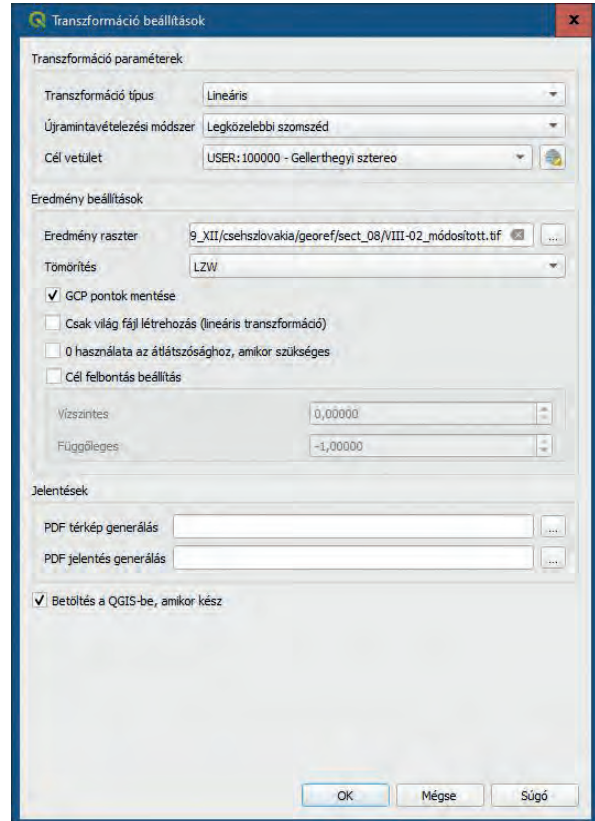 Transzformáció beállítások
Transzformáció paraméterek
Transzformáció típus Lineáris
Újramintavételezési módszer Legközelebbi szomszéd
Cél vetület USER:100000 - Gellerthegyi sztereo
Eredmény beállítások
Eredmény raszter 9_XII/csehszlovakia/georef/sect_08/VIII-02_módosított.tif ...
Tömörítés LZW
GCP pontok mentése
Csak világ fájl létrehozás (lineáris transzformáció)
0 használata az átlátszósághoz, amikor szükséges
Cél felbontás beállítás
Vízszintes 0,00000
Függőleges -1,00000
Jelentések
PDF térkép generálás ...
PDF jelentés generálás ...
Betöltés a QGIS-be, amikor kész
OK Mégse Súgó